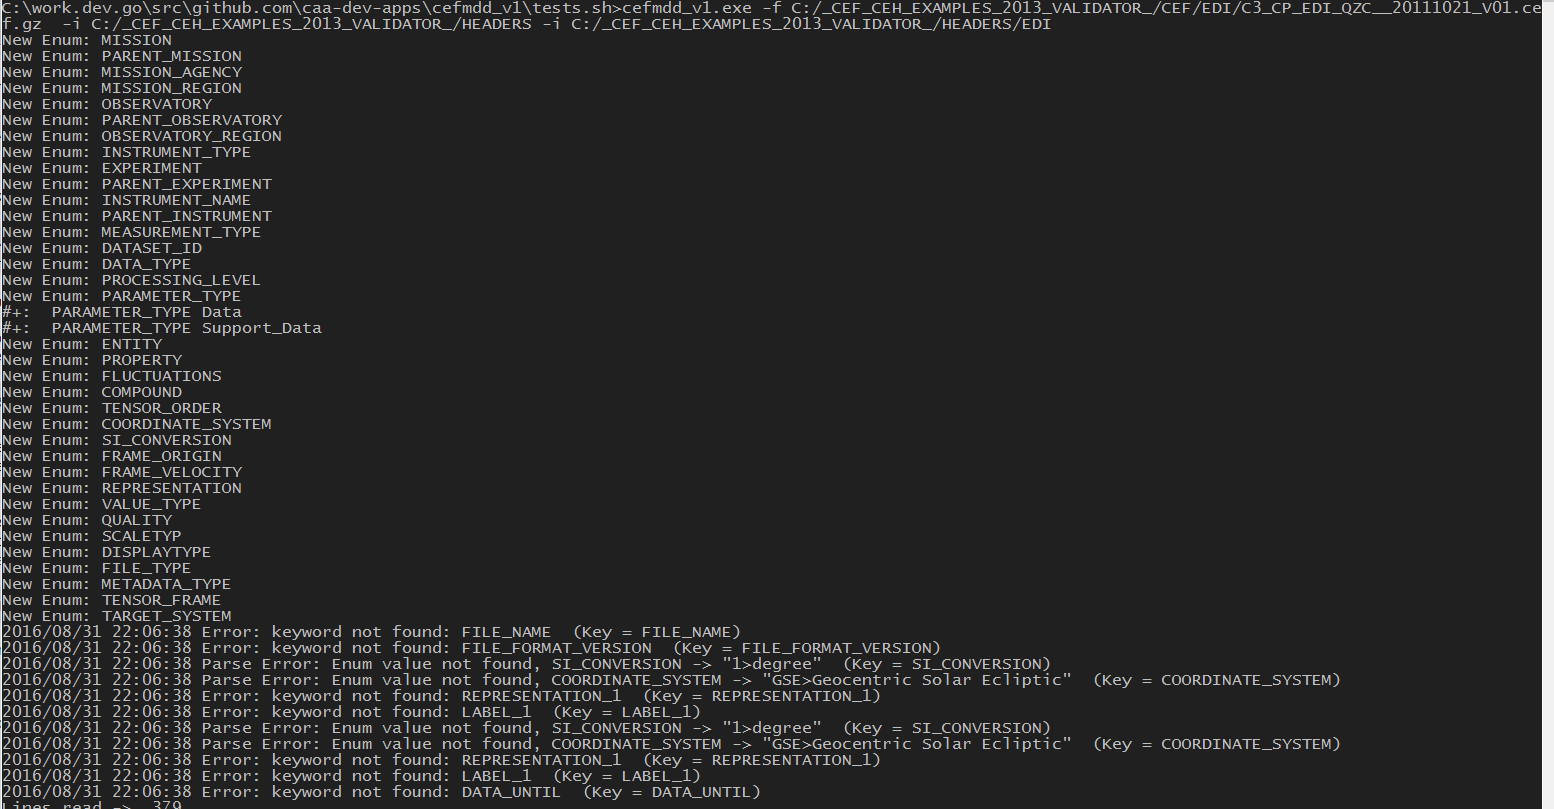 C:\work.dev.go\src\github.com\caa-dev-apps\cefmdd_v1\tests.sh>cefmdd_v1.exe -f C:/_CEF_CEH_EXAMPLES_2013_VALIDATOR_/CEF/EDI/C3_CP_EDI_QZC__20111021_V01.ce
f.gz  -i C:/_CEF_CEH_EXAMPLES_2013_VALIDATOR_/HEADERS -i C:/_CEF_CEH_EXAMPLES_2013_VALIDATOR_/HEADERS/EDI
New Enum: MISSION
New Enum: PARENT_MISSION
New Enum: MISSION_AGENCY
New Enum: MISSION_REGION
New Enum: OBSERVATORY
New Enum: PARENT_OBSERVATORY
New Enum: OBSERVATORY_REGION
New Enum: INSTRUMENT_TYPE
New Enum: EXPERIMENT
New Enum: PARENT_EXPERIMENT
New Enum: INSTRUMENT_NAME
New Enum: PARENT_INSTRUMENT
New Enum: MEASUREMENT_TYPE
New Enum: DATASET_ID
New Enum: DATA_TYPE
New Enum: PROCESSING_LEVEL
New Enum: PARAMETER_TYPE
#+:  PARAMETER_TYPE Data
#+:  PARAMETER_TYPE Support_Data
New Enum: ENTITY
New Enum: PROPERTY
New Enum: FLUCTUATIONS
New Enum: COMPOUND
New Enum: TENSOR_ORDER
New Enum: COORDINATE_SYSTEM
New Enum: SI_CONVERSION
New Enum: FRAME_ORIGIN
New Enum: FRAME_VELOCITY
New Enum: REPRESENTATION
New Enum: VALUE_TYPE
New Enum: QUALITY
New Enum: SCALETYP
New Enum: DISPLAYTYPE
New Enum: FILE_TYPE
New Enum: METADATA_TYPE
New Enum: TENSOR_FRAME
New Enum: TARGET_SYSTEM
2016/08/31 22:06:38 Error: keyword not found: FILE_NAME  (Key = FILE_NAME)
2016/08/31 22:06:38 Error: keyword not found: FILE_FORMAT_VERSION  (Key = FILE_FORMAT_VERSION)
2016/08/31 22:06:38 Parse Error: Enum value not found, SI_CONVERSION -> "1>degree"  (Key = SI_CONVERSION)
2016/08/31 22:06:38 Parse Error: Enum value not found, COORDINATE_SYSTEM -> "GSE>Geocentric Solar Ecliptic"  (Key = COORDINATE_SYSTEM)
2016/08/31 22:06:38 Error: keyword not found: REPRESENTATION_1  (Key = REPRESENTATION_1)
2016/08/31 22:06:38 Error: keyword not found: LABEL_1  (Key = LABEL_1)
2016/08/31 22:06:38 Parse Error: Enum value not found, SI_CONVERSION -> "1>degree"  (Key = SI_CONVERSION)
2016/08/31 22:06:38 Parse Error: Enum value not found, COORDINATE_SYSTEM -> "GSE>Geocentric Solar Ecliptic"  (Key = COORDINATE_SYSTEM)
2016/08/31 22:06:38 Error: keyword not found: REPRESENTATION_1  (Key = REPRESENTATION_1)
2016/08/31 22:06:38 Error: keyword not found: LABEL_1  (Key = LABEL_1)
2016/08/31 22:06:38 Error: keyword not found: DATA_UNTIL  (Key = DATA_UNTIL)
Lines read ->  379